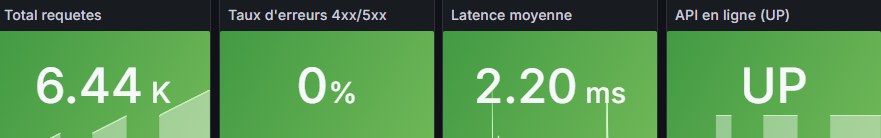 Total requetes
6.44 K
Taux d'erreurs 4xx/5xx
0%
Latence moyenne
2.20 ms
API en ligne (UP)
UP